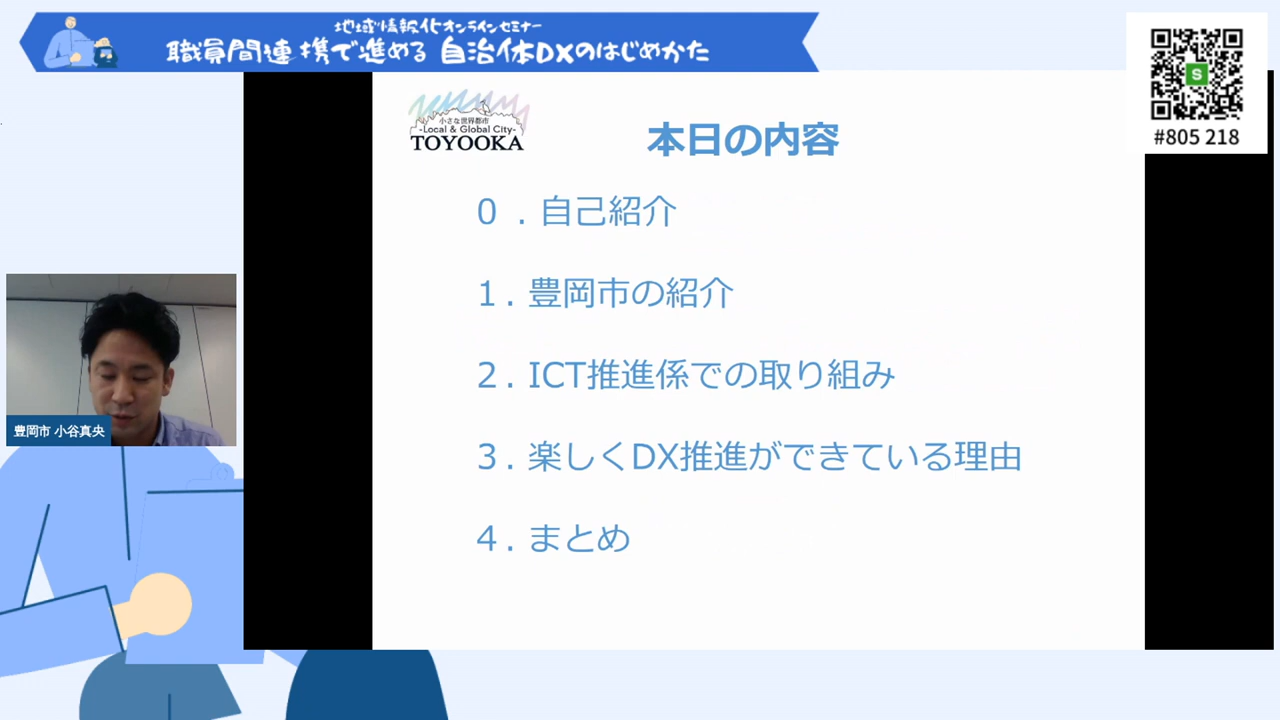 地域情報化オンラインセミナー
職員間連携で進める 自治体DXのはじめかた
#805 218
小さな世界都市
-Local & Global City-
TOYOOKA
本日の内容
０．自己紹介
１. 豊岡市の紹介
２. ICT推進係での取り組み
３. 楽しくDX推進ができている理由
４. まとめ
豊岡市 小谷真央
S